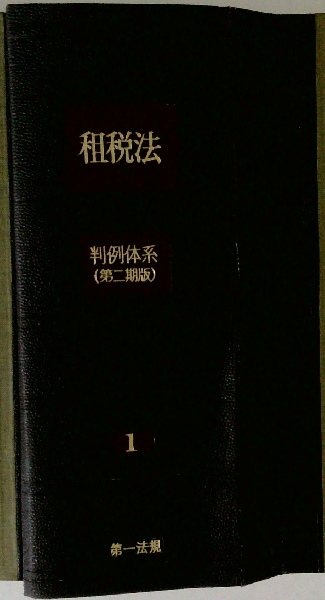 租税法
判例体系
(第二期版)
1
第一法規